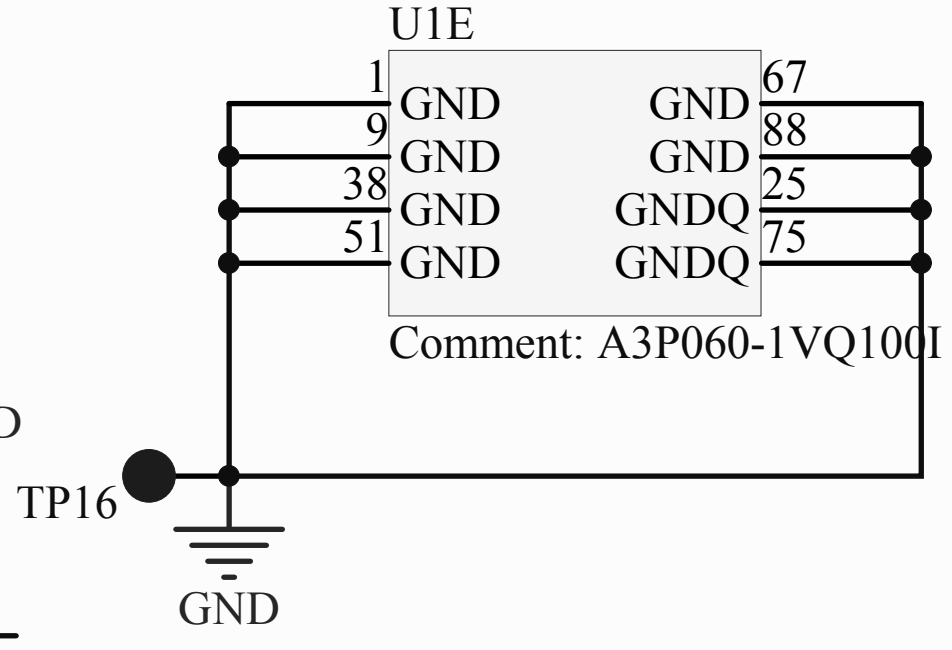 U1E
1 GND GND 67
9 GND GND 88
38 GND GNDQ 25
51 GND GNDQ 75
Comment: A3P060-1VQ100I
TP16
GND